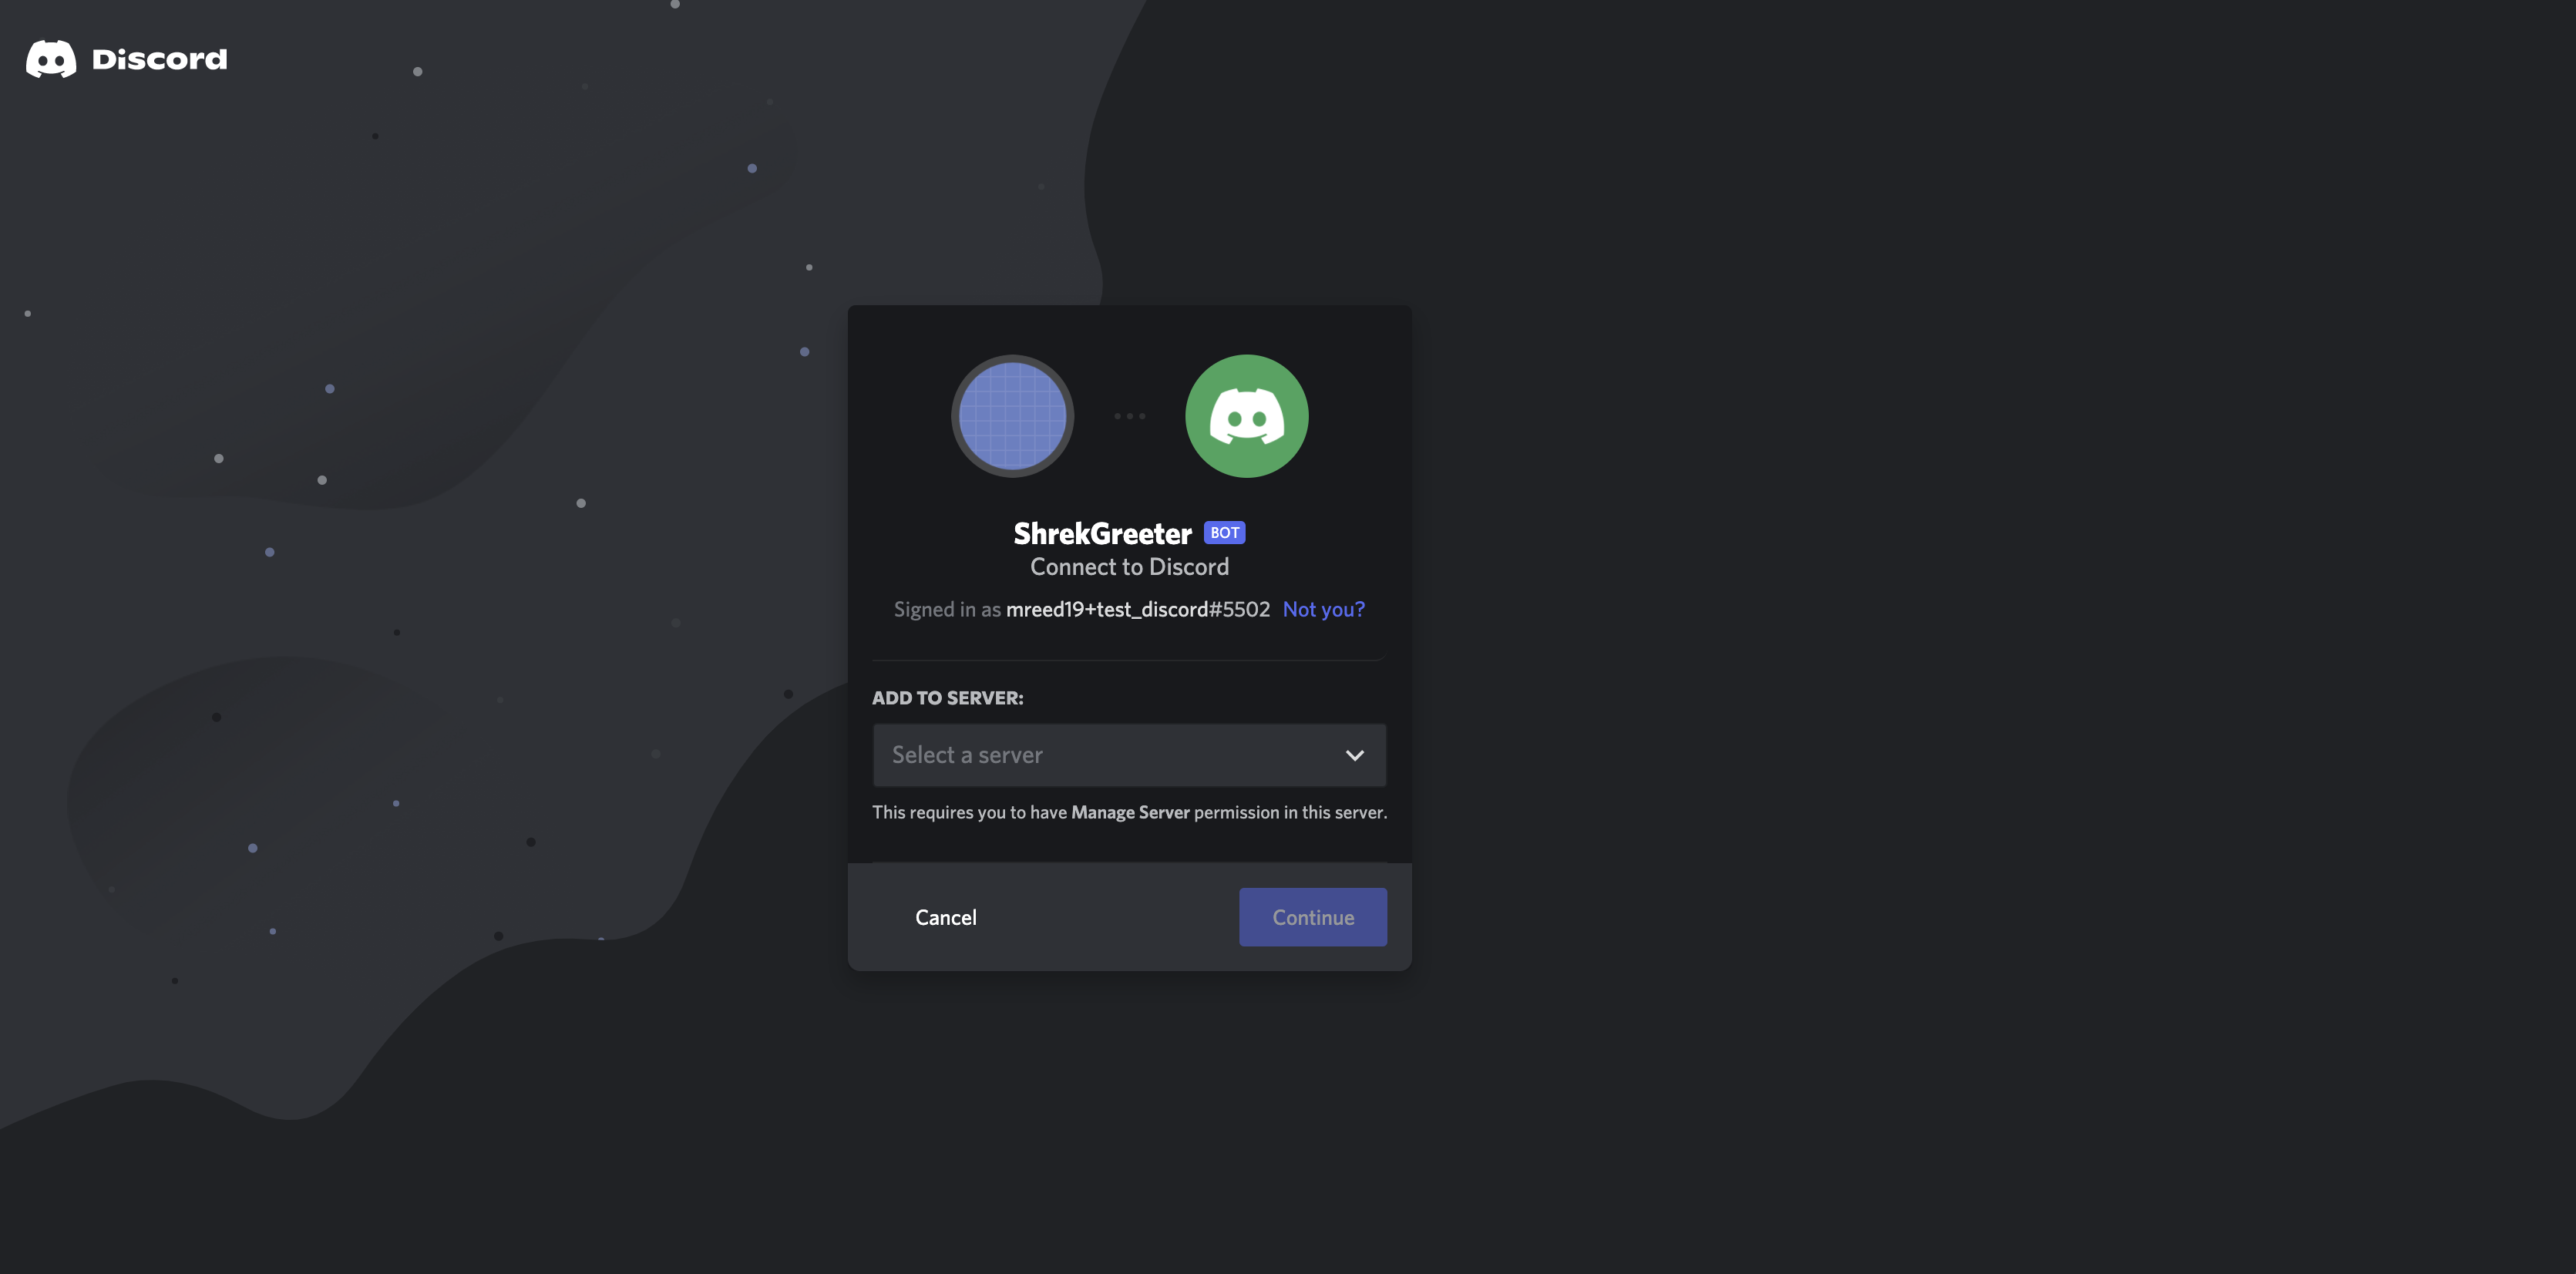 Discord
ShrekGreeter BOT
Connect to Discord
Signed in as mreed19+test_discord#5502 Not you?
ADD TO SERVER:
Select a server
This requires you to have Manage Server permission in this server.
Cancel
Continue